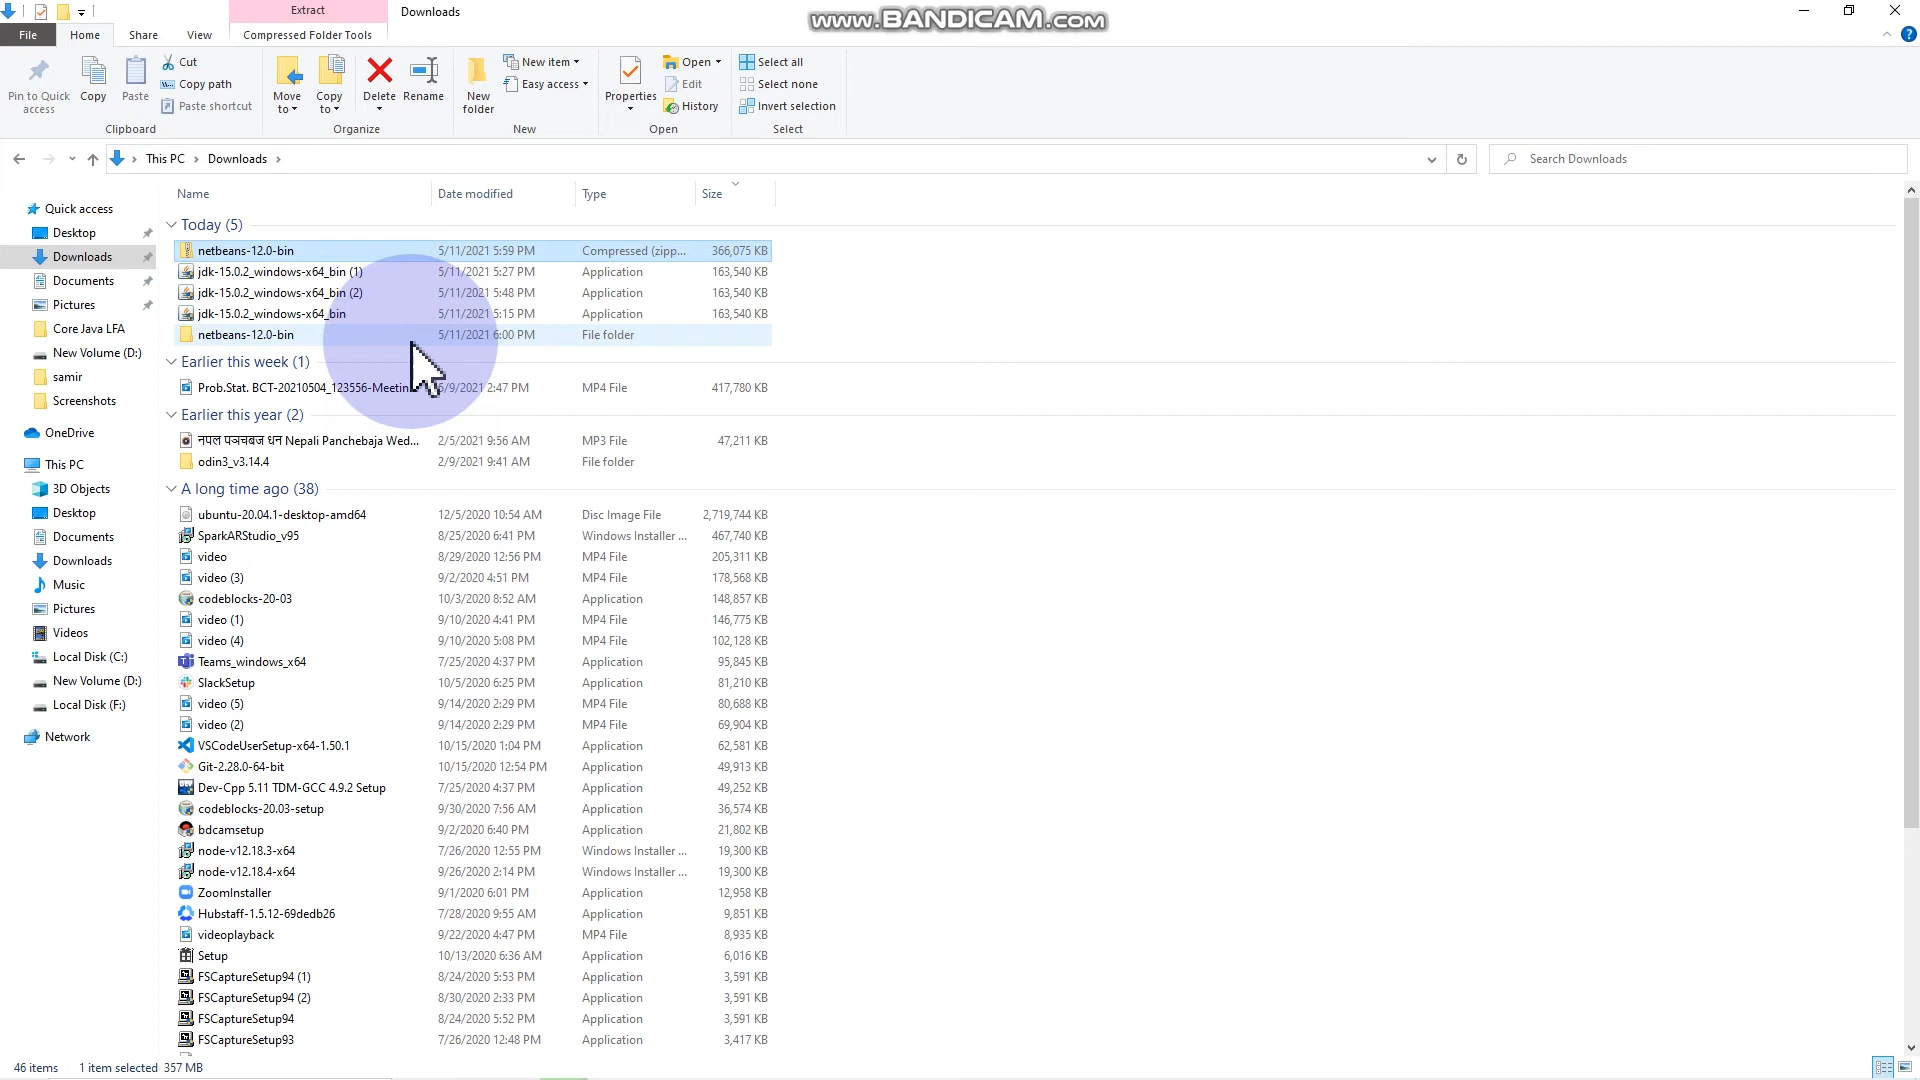 Extract
Downloads
www.BANDICAM.com
File Home Share View Compressed Folder Tools
Pin to Quick access
Copy
Paste
Cut
Copy path
Paste shortcut
Clipboard
Move to
Copy to
Delete
Rename
Organize
New folder
New item
Easy access
New
Properties
Open
Edit
History
Open
Select all
Select none
Invert selection
Select
This PC > Downloads >
Search Downloads
Quick access
Desktop
Downloads
Documents
Pictures
Core Java LFA
New Volume (D:)
samir
Screenshots
OneDrive
This PC
3D Objects
Desktop
Documents
Downloads
Music
Pictures
Videos
Local Disk (C:)
New Volume (D:)
Local Disk (F:)
Network
Name Date modified Type Size
Today (5)
netbeans-12.0-bin 5/11/2021 5:59 PM Compressed (zipp... 366,075 KB
jdk-15.0.2_windows-x64_bin (1) 5/11/2021 5:27 PM Application 163,540 KB
jdk-15.0.2_windows-x64_bin (2) 5/11/2021 5:48 PM Application 163,540 KB
jdk-15.0.2_windows-x64_bin 5/11/2021 5:15 PM Application 163,540 KB
netbeans-12.0-bin 5/11/2021 6:00 PM File folder
Earlier this week (1)
Prob.Stat. BCT-20210504_123556-Meetin... 5/9/2021 2:47 PM MP4 File 417,780 KB
Earlier this year (2)
नपल पञचबज धन Nepali Panchebaja Wed... 2/5/2021 9:56 AM MP3 File 47,211 KB
odin3_v3.14.4 2/9/2021 9:41 AM File folder
A long time ago (38)
ubuntu-20.04.1-desktop-amd64 12/5/2020 10:54 AM Disc Image File 2,719,744 KB
SparkARStudio_v95 8/25/2020 6:41 PM Windows Installer ... 467,740 KB
video 8/29/2020 12:56 PM MP4 File 205,311 KB
video (3) 9/2/2020 4:51 PM MP4 File 178,568 KB
codeblocks-20-03 10/3/2020 8:52 AM Application 148,857 KB
video (1) 9/10/2020 4:41 PM MP4 File 146,775 KB
video (4) 9/10/2020 5:08 PM MP4 File 102,128 KB
Teams_windows_x64 7/25/2020 4:37 PM Application 95,845 KB
SlackSetup 10/5/2020 6:25 PM Application 81,210 KB
video (5) 9/14/2020 2:29 PM MP4 File 80,688 KB
video (2) 9/14/2020 2:29 PM MP4 File 69,904 KB
VSCodeUserSetup-x64-1.50.1 10/15/2020 1:04 PM Application 62,581 KB
Git-2.28.0-64-bit 10/15/2020 12:54 PM Application 49,913 KB
Dev-Cpp 5.11 TDM-GCC 4.9.2 Setup 7/25/2020 4:37 PM Application 49,252 KB
codeblocks-20.03-setup 9/30/2020 7:56 AM Application 36,574 KB
bdcamsetup 9/2/2020 6:40 PM Application 21,802 KB
node-v12.18.3-x64 7/26/2020 12:55 PM Windows Installer ... 19,300 KB
node-v12.18.4-x64 9/26/2020 2:14 PM Windows Installer ... 19,300 KB
ZoomInstaller 9/1/2020 6:01 PM Application 12,958 KB
Hubstaff-1.5.12-69dedb26 7/28/2020 9:55 AM Application 9,851 KB
videoplayback 9/22/2020 4:47 PM MP4 File 8,935 KB
Setup 10/13/2020 6:36 AM Application 6,016 KB
FSCaptureSetup94 (1) 8/24/2020 5:53 PM Application 3,591 KB
FSCaptureSetup94 (2) 8/30/2020 2:33 PM Application 3,591 KB
FSCaptureSetup94 8/24/2020 5:52 PM Application 3,591 KB
FSCaptureSetup93 7/26/2020 12:48 PM Application 3,417 KB
46 items 1 item selected 357 MB